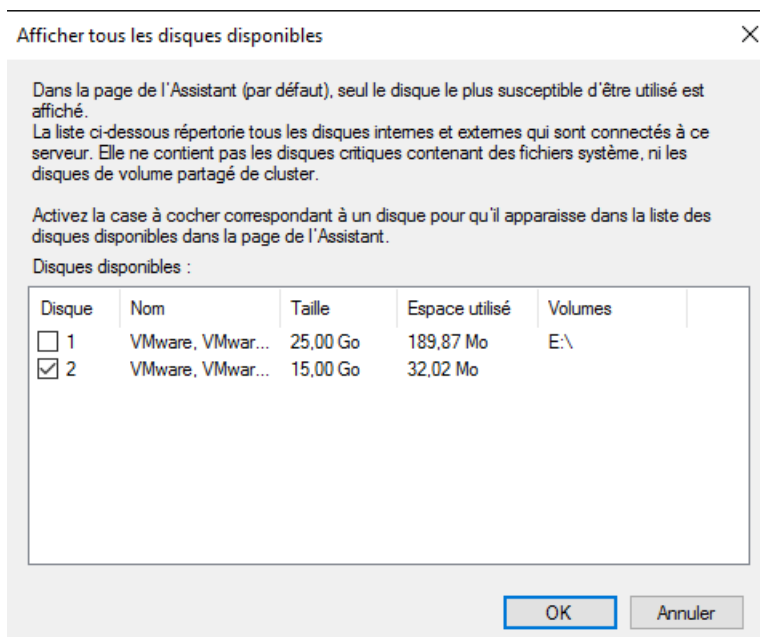 Afficher tous les disques disponibles
Dans la page de l'Assistant (par défaut), seul le disque le plus susceptible d'être utilisé est
affiché.
La liste ci-dessous répertorie tous les disques internes et externes qui sont connectés à ce
serveur. Elle ne contient pas les disques critiques contenant des fichiers système, ni les
disques de volume partagé de cluster.
Activez la case à cocher correspondant à un disque pour qu'il apparaisse dans la liste des
disques disponibles dans la page de l'Assistant.
Disques disponibles :
Disque Nom Taille Espace utilisé Volumes
1 VMware, VMwar... 25,00 Go 189,87 Mo E:\
2 VMware, VMwar... 15,00 Go 32,02 Mo
OK Annuler